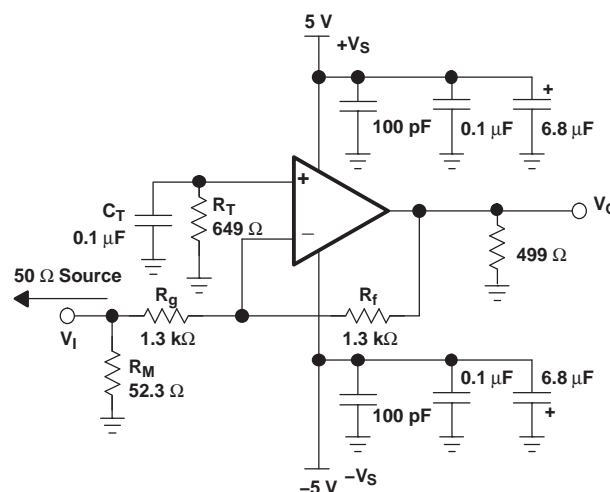 5 V
+VS
+
100 pF
0.1 µF
6.8 µF
+
CT
0.1 µF
RT
649 Ω
−
VO
499 Ω
50 Ω Source
Rg
1.3 kΩ
Rf
1.3 kΩ
VI
RM
52.3 Ω
0.1 µF
6.8 µF
100 pF
+
−5 V
−VS